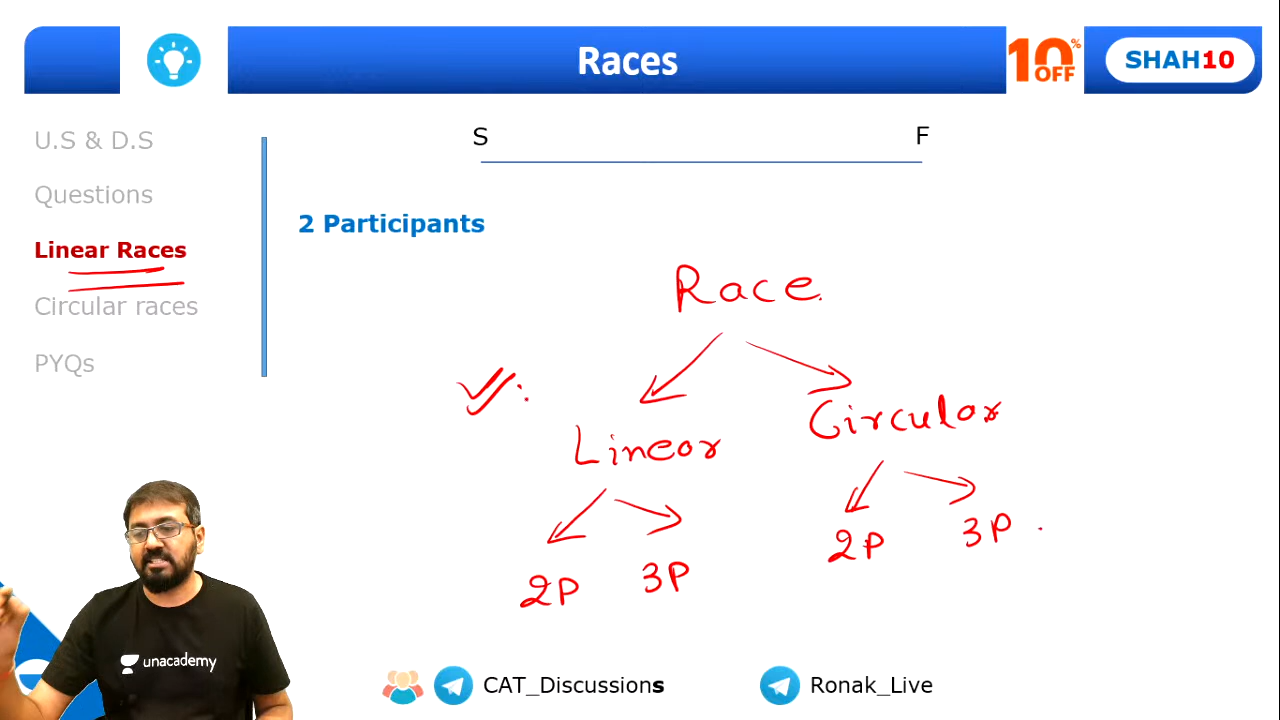 Races
10% OFF
SHAH10
U.S & D.S
Questions
Linear Races
Circular races
PYQs
S F
2 Participants
Race.
Linear
Circular
2P 3P
2P 3P.
unacademy
CAT_Discussions
Ronak_Live